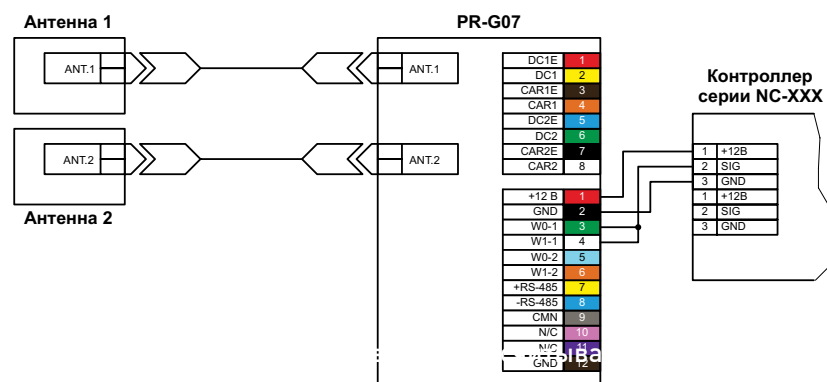 Антенна 1
PR-G07
ANT.1
ANT.1
DC1E 1
DC1 2
CAR1E 3
CAR1 4
DC2E 5
DC2 6
CAR2E 7
CAR2 8
Контроллер
серии NC-XXX
1 +12В
2 SIG
3 GND
1 +12В
2 SIG
3 GND
ANT.2
ANT.2
Антенна 2
+12 В 1
GND 2
W0-1 3
W1-1 4
W0-2 5
W1-2 6
+RS-485 7
-RS-485 8
CMN 9
N/C 10
N/C 11
GND 12